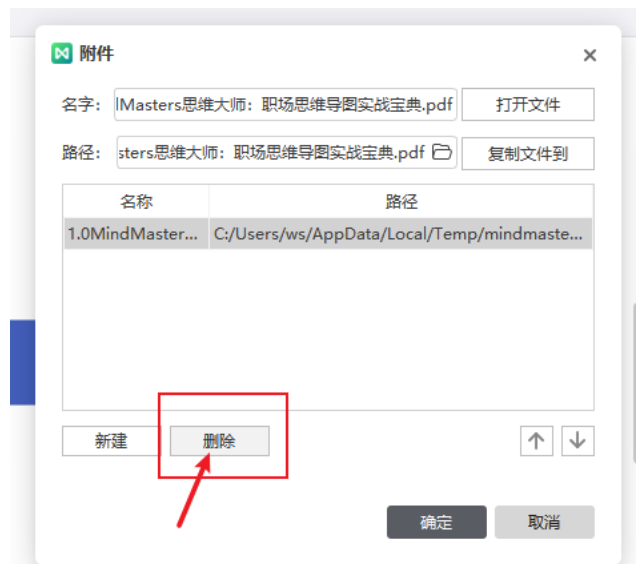 附件
名字: lMasters思维大师：职场思维导图实战宝典.pdf 打开文件
路径: sters思维大师：职场思维导图实战宝典.pdf 复制文件到
名称 路径
1.0MindMaster... C:/Users/ws/AppData/Local/Temp/mindmaste...
新建 删除
确定 取消